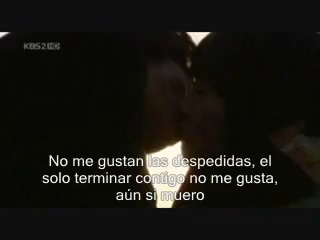 KBS2HD
No me gustan las despedidas, el
solo terminar contigo no me gusta,
aún si muero